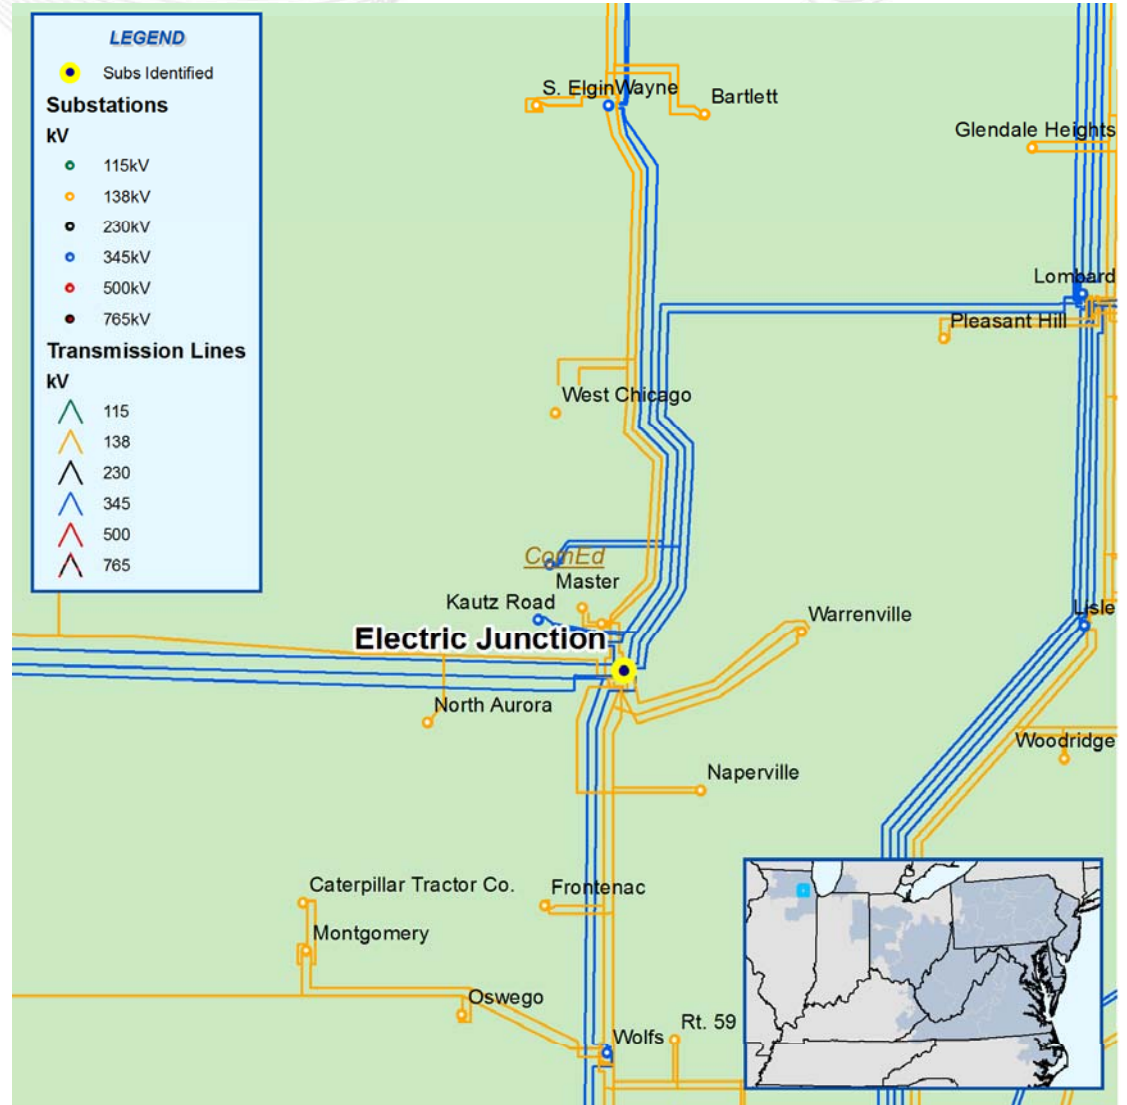 LEGEND
Subs Identified
Substations
kV
115kV
138kV
230kV
345kV
500kV
765kV
Transmission Lines
kV
115
138
230
345
500
765
S. Elgin Wayne
Bartlett
Glendale Heights
Lombard
Pleasant Hill
West Chicago
ComEd
Master
Kautz Road
Warrenville
Lisle
Electric Junction
North Aurora
Woodridge
Naperville
Caterpillar Tractor Co.
Frontenac
Montgomery
Oswego
Rt. 59
Wolfs